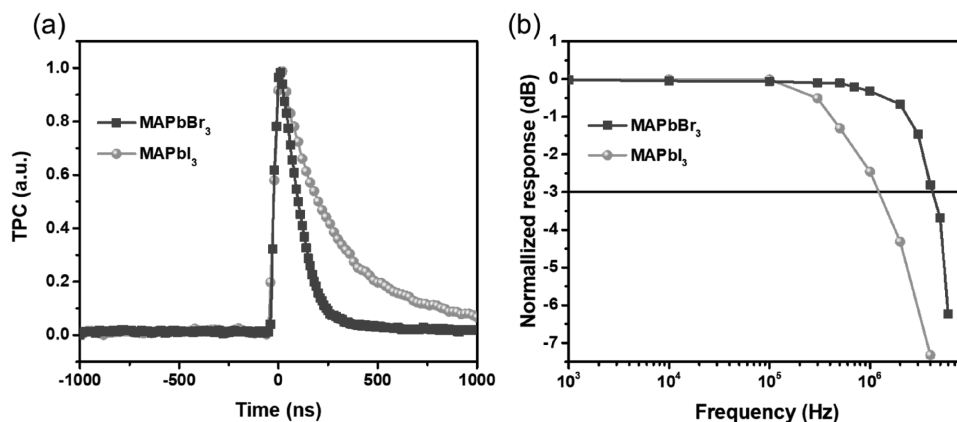 (a)
1.0
0.8
0.6
0.4
0.2
0.0
TPC (a.u.)
MAPbBr₃
MAPbI₃
-1000
-500
0
500
1000
Time (ns)
(b)
1
0
-1
-2
-3
-4
-5
-6
-7
Normallized response (dB)
MAPbBr₃
MAPbI₃
10³
10⁴
10⁵
10⁶
Frequency (Hz)